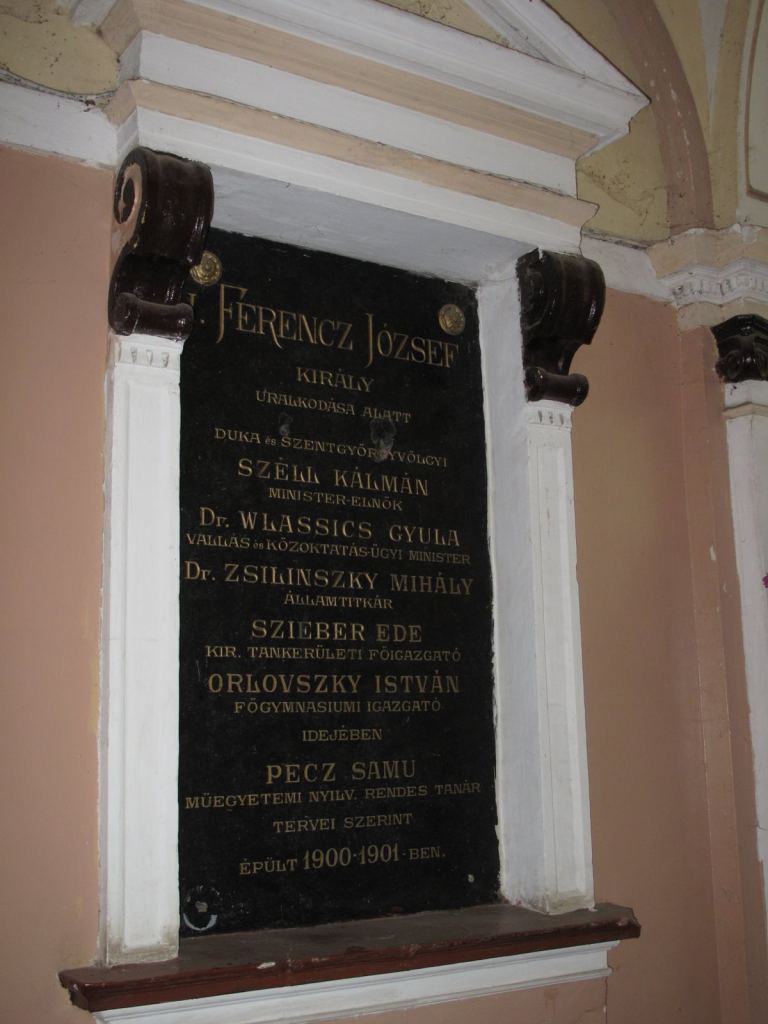 I. FERENCZ JÓZSEF
KIRÁLY
URALKODÁSA ALATT
DUKA és SZENTGYÖRGYVÖLGYI
SZÉLL KÁLMÁN
MINISTER-ELNÖK
Dr. WLASSICS GYULA
VALLÁS és KÖZOKTATÁS-ÜGYI MINISTER
Dr. ZSILINSZKY MIHÁLY
ÁLLAMTITKÁR
SZIEBER EDE
KIR. TANKERÜLETI FŐIGAZGATÓ
ORLOVSZKY ISTVÁN
FŐGYMNASIUMI IGAZGATÓ
IDEJÉBEN
PECZ SAMU
MŰEGYETEMI NYILV. RENDES TANÁR
TERVEI SZERINT
ÉPÜLT 1900-1901-BEN.